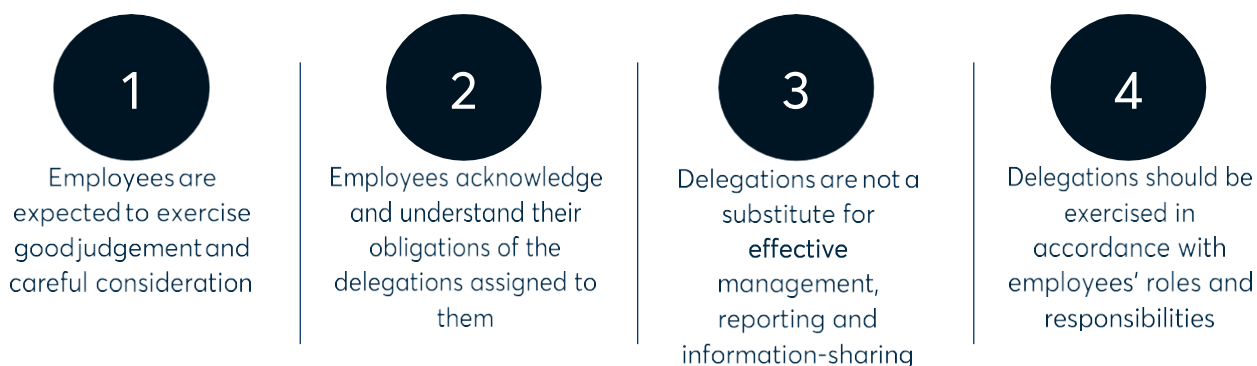 1
Employees are
expected to exercise
good judgement and
careful consideration
2
Employees acknowledge
and understand their
obligations of the
delegations assigned to
them
3
Delegations are not a
substitute for
effective
management,
reporting and
information-sharing
4
Delegations should be
exercised in
accordance with
employees' roles and
responsibilities